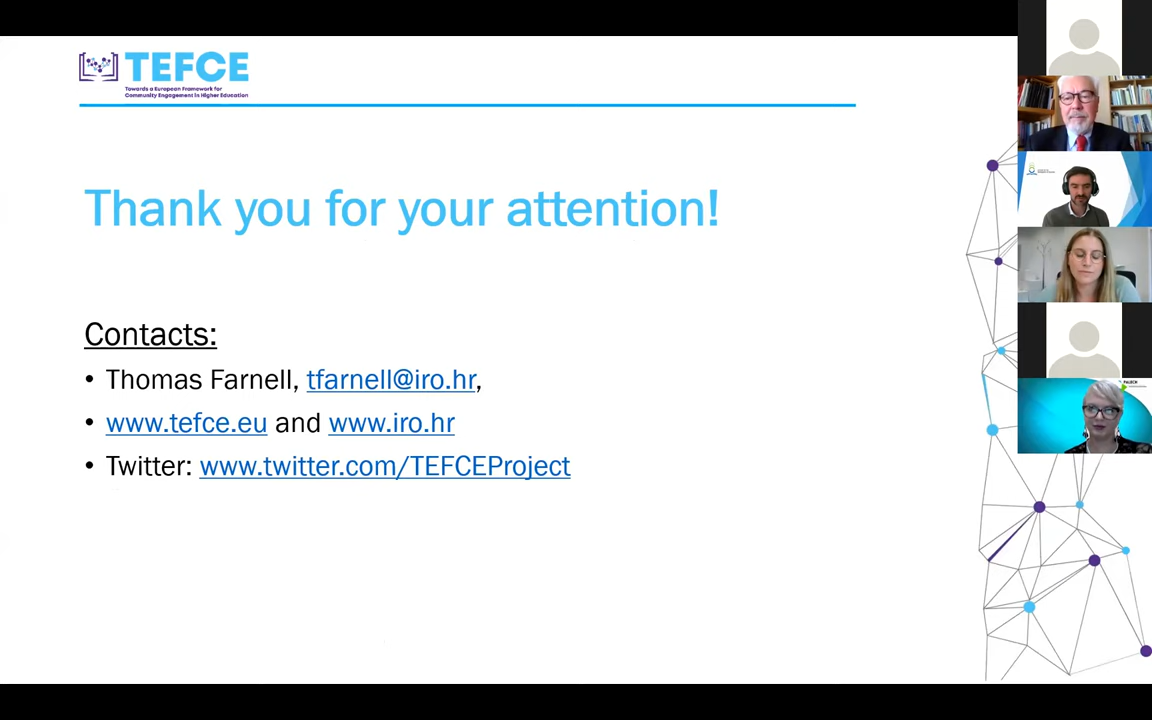 TEFCE
Towards a European Framework for
Community Engagement in Higher Education
Thank you for your attention!
Contacts:
• Thomas Farnell, tfarnell@iro.hr,
• www.tefce.eu and www.iro.hr
• Twitter: www.twitter.com/TEFCEProject